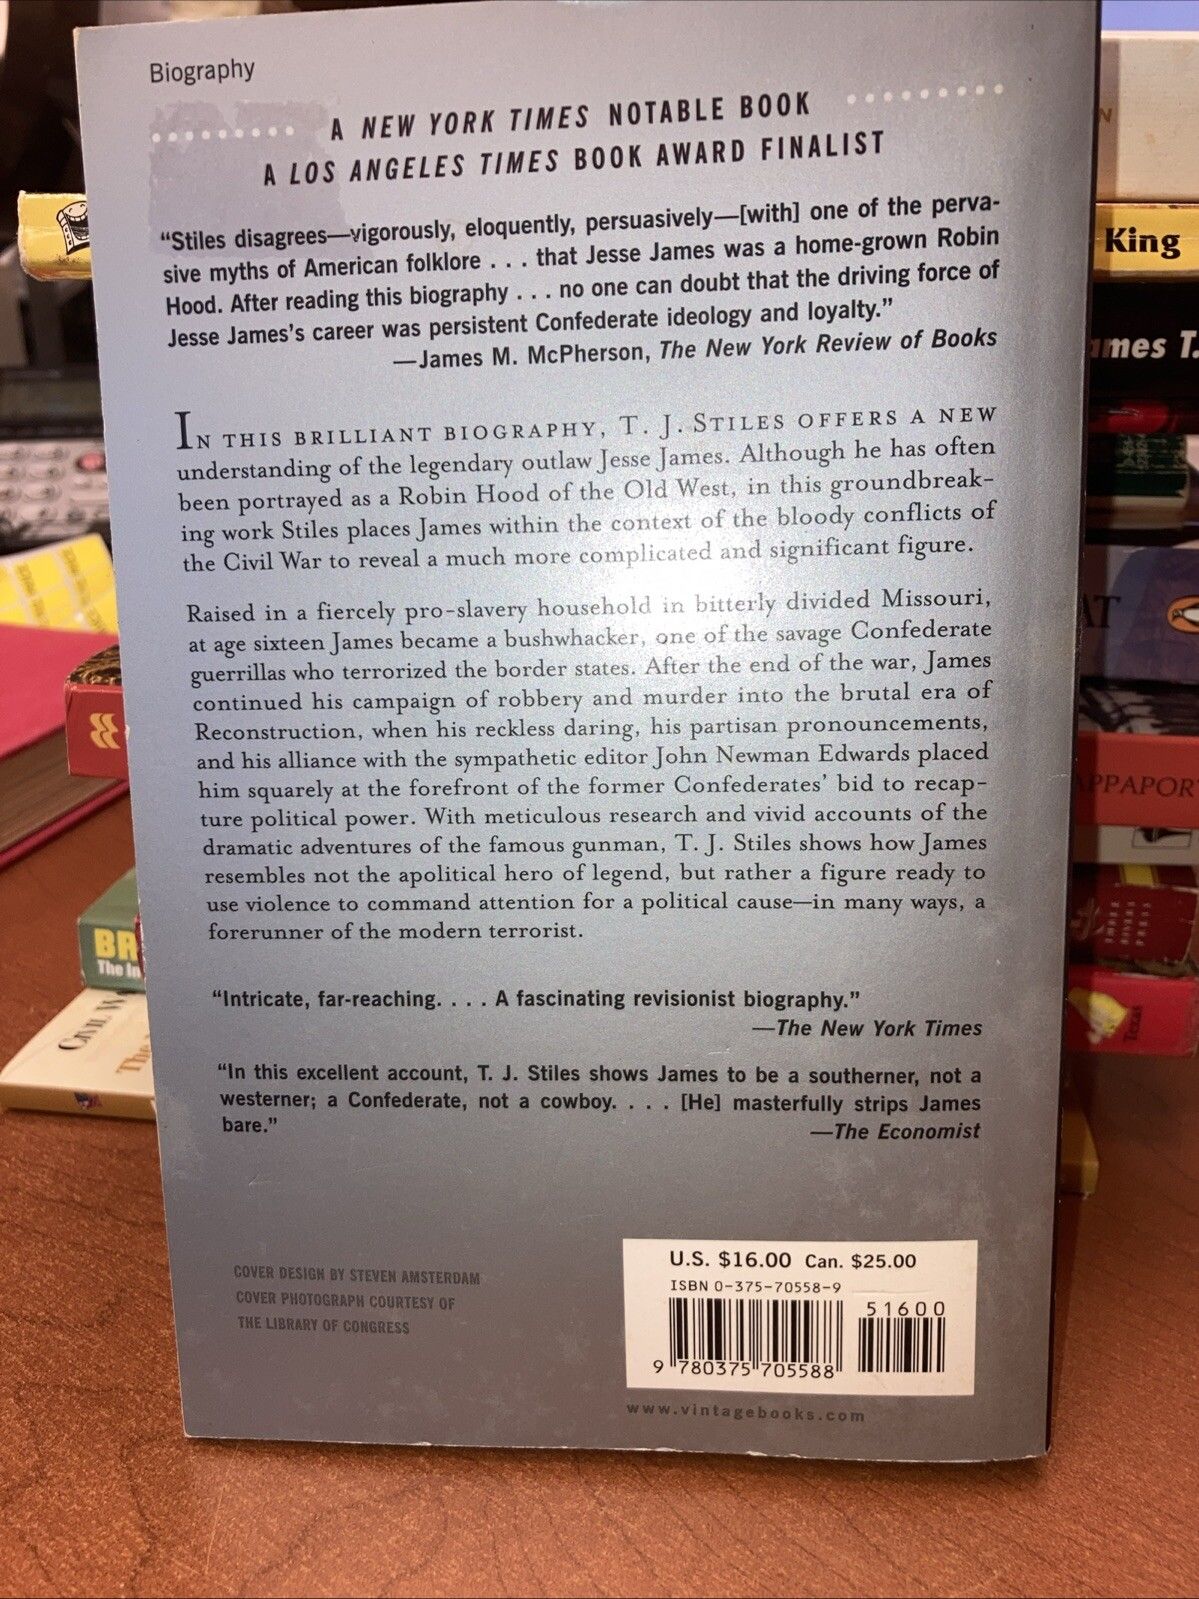 Biography
A NEW YORK TIMES NOTABLE BOOK
A LOS ANGELES TIMES BOOK AWARD FINALIST
“Stiles disagrees—vigorously, eloquently, persuasively—[with] one of the perva-
sive myths of American folklore . . . that Jesse James was a home-grown Robin
Hood. After reading this biography . . . no one can doubt that the driving force of
Jesse James’s career was persistent Confederate ideology and loyalty.”
—James M. McPherson, The New York Review of Books
IN THIS BRILLIANT BIOGRAPHY, T. J. STILES OFFERS A NEW
understanding of the legendary outlaw Jesse James. Although he has often
been portrayed as a Robin Hood of the Old West, in this groundbreak-
ing work Stiles places James within the context of the bloody conflicts of
the Civil War to reveal a much more complicated and significant figure.
Raised in a fiercely pro-slavery household in bitterly divided Missouri,
at age sixteen James became a bushwhacker, one of the savage Confederate
guerrillas who terrorized the border states. After the end of the war, James
continued his campaign of robbery and murder into the brutal era of
Reconstruction, when his reckless daring, his partisan pronouncements,
and his alliance with the sympathetic editor John Newman Edwards placed
him squarely at the forefront of the former Confederates’ bid to recap-
ture political power. With meticulous research and vivid accounts of the
dramatic adventures of the famous gunman, T. J. Stiles shows how James
resembles not the apolitical hero of legend, but rather a figure ready to
use violence to command attention for a political cause—in many ways, a
forerunner of the modern terrorist.
“Intricate, far-reaching. . . . A fascinating revisionist biography.”
—The New York Times
“In this excellent account, T. J. Stiles shows James to be a southerner, not a
westerner; a Confederate, not a cowboy. . . . [He] masterfully strips James
bare.”
—The Economist
COVER DESIGN BY STEVEN AMSTERDAM
COVER PHOTOGRAPH COURTESY OF
THE LIBRARY OF CONGRESS
U.S. $16.00 Can. $25.00
ISBN 0-375-70558-9
51600
9 780375 705588
www.vintagebooks.com
King
ames T.
AT
APPAPOR
Texas
BR
The In
CIVIL W